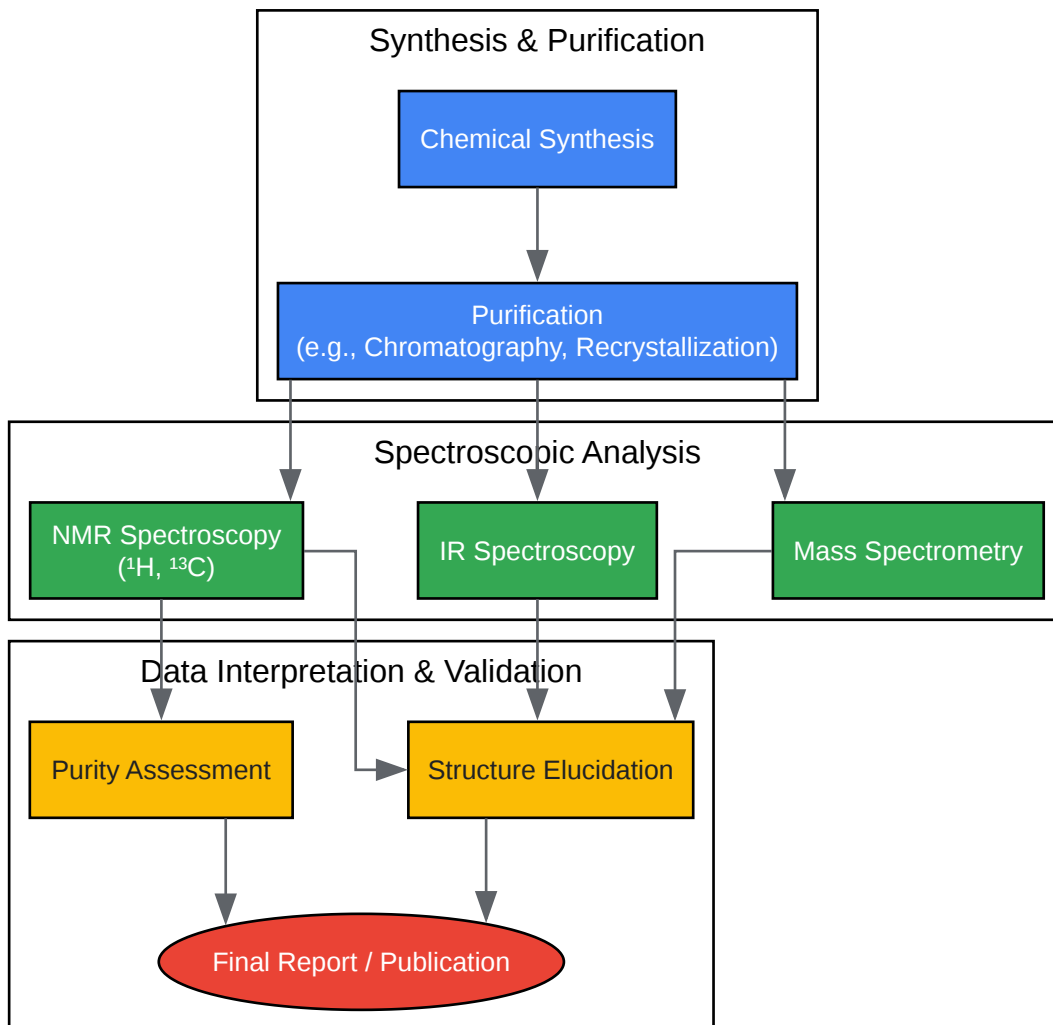 Synthesis & Purification
Chemical Synthesis
Purification
(e.g., Chromatography, Recrystallization)
Spectroscopic Analysis
NMR Spectroscopy
(¹H, ¹³C)
IR Spectroscopy
Mass Spectrometry
Data Interpretation & Validation
Purity Assessment
Structure Elucidation
Final Report / Publication